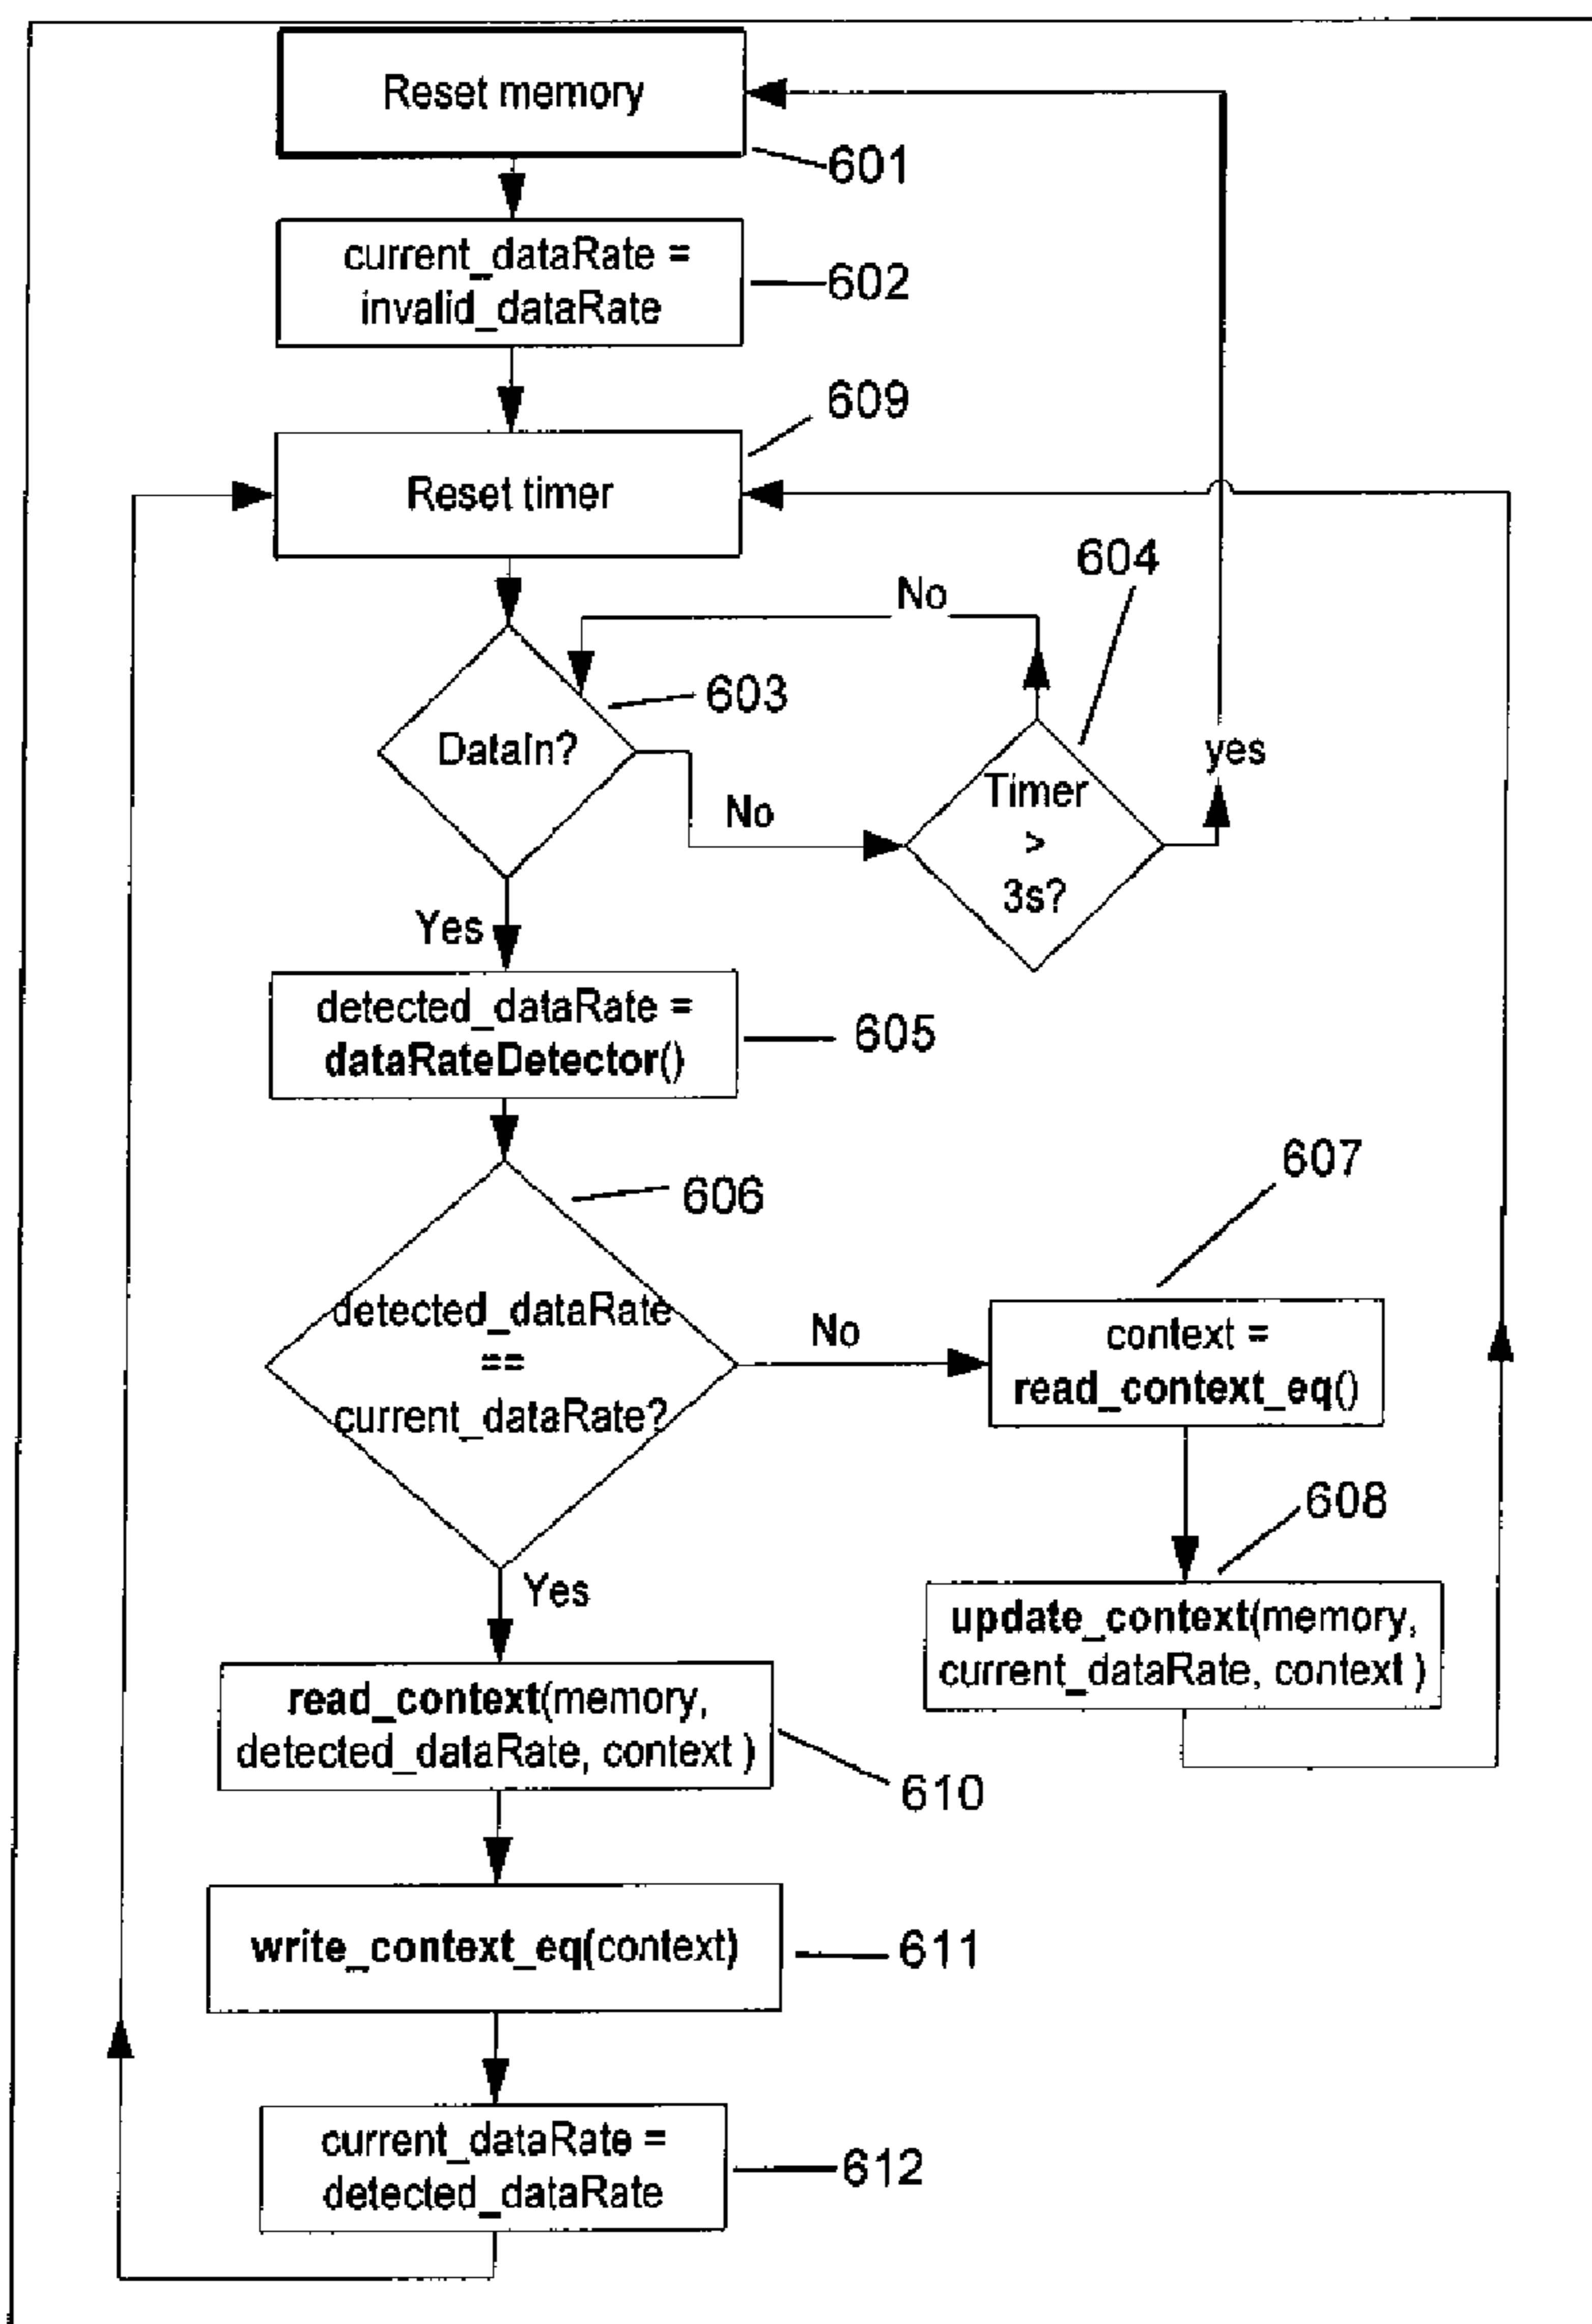 Reset memory
601
current_dataRate =
invalid_dataRate
602
609
Reset timer
604
No
603
DataIn?
No
Timer
>
3s?
yes
Yes
detected_dataRate =
dataRateDetector()
605
606
607
detected_dataRate
==
current_dataRate?
No
context =
read_context_eq()
608
Yes
update_context(memory,
current_dataRate, context )
read_context(memory,
detected_dataRate, context )
610
write_context_eq(context)
611
current_dataRate =
detected_dataRate
612